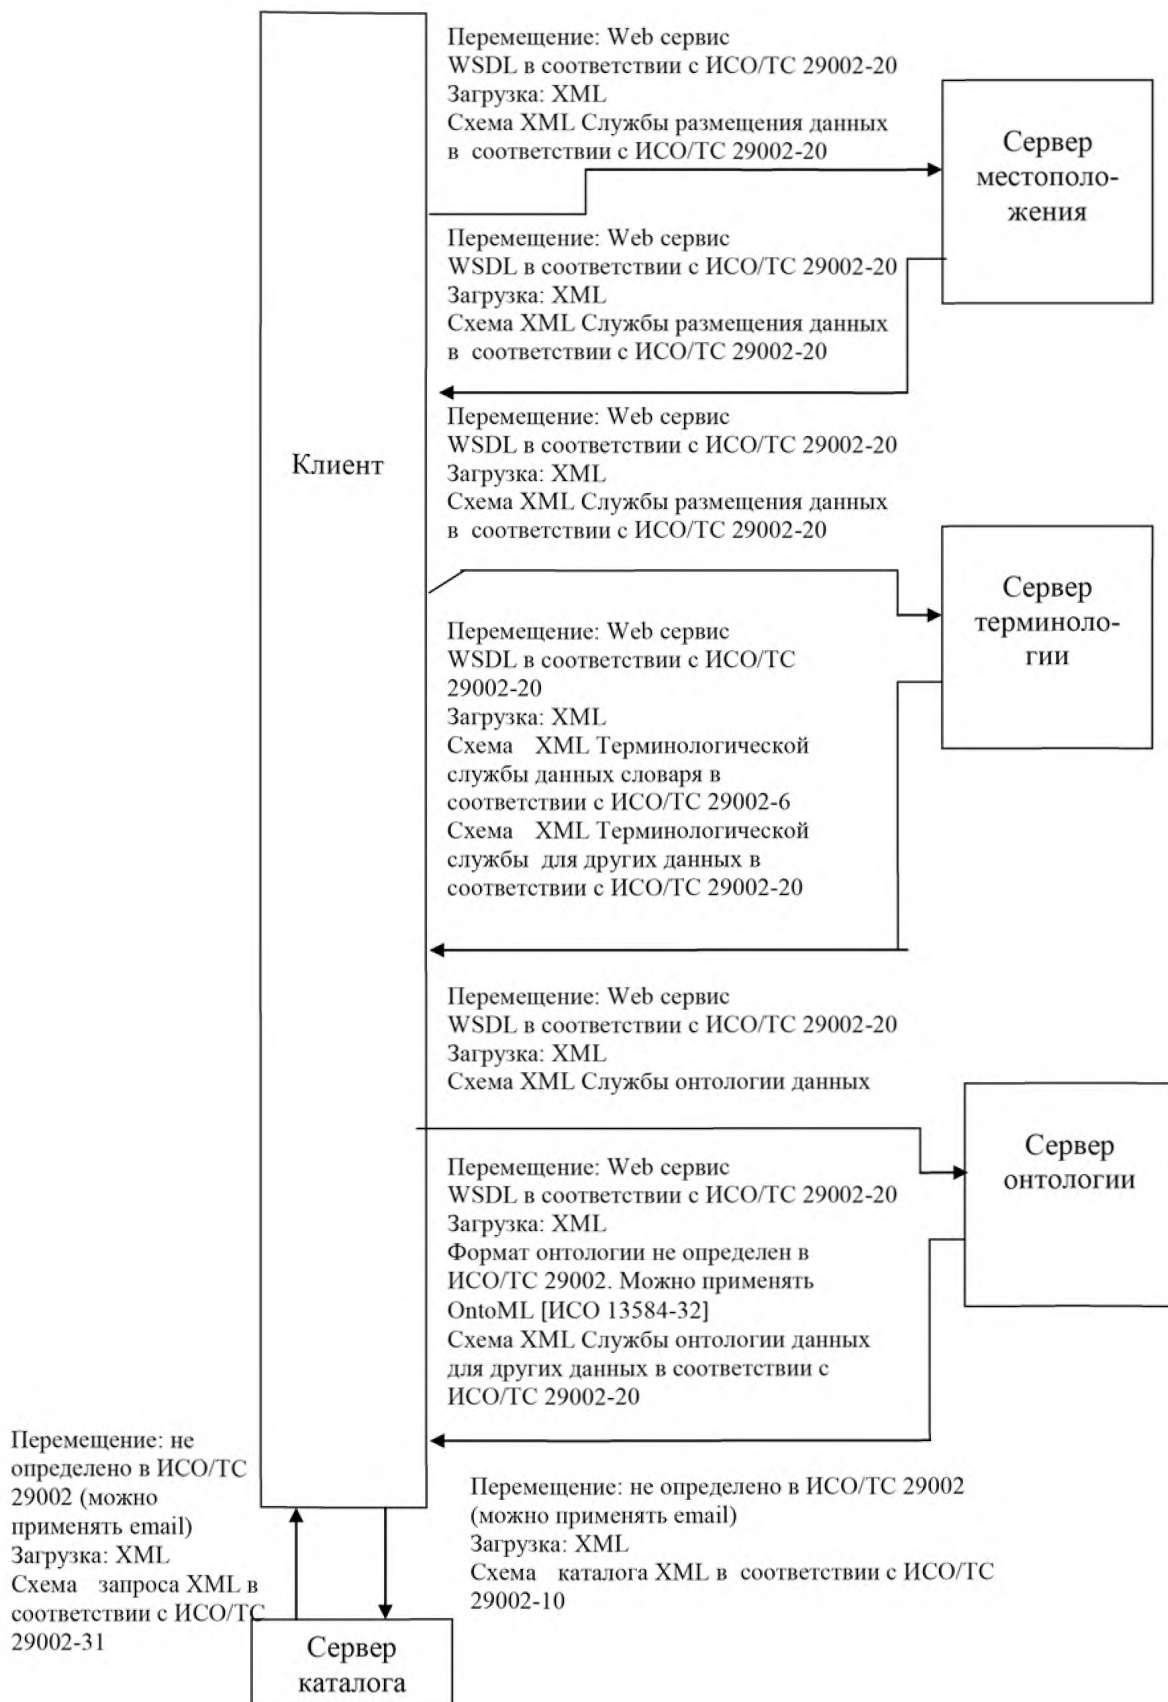 Перемещение: Web сервис
WSDL в соответствии с ИСО/ТС 29002-20
Загрузка: XML
Схема XML Службы размещения данных
в соответствии с ИСО/ТС 29002-20
Сервер
местополо-
жения
Перемещение: Web сервис
WSDL в соответствии с ИСО/ТС 29002-20
Загрузка: XML
Схема XML Службы размещения данных
в соответствии с ИСО/ТС 29002-20
Клиент
Перемещение: Web сервис
WSDL в соответствии с ИСО/ТС 29002-20
Загрузка: XML
Схема XML Службы размещения данных
в соответствии с ИСО/ТС 29002-20
Сервер
терминоло-
гии
Перемещение: Web сервис
WSDL в соответствии с ИСО/ТС
29002-20
Загрузка: XML
Схема XML Терминологической
службы данных словаря в
соответствии с ИСО/ТС 29002-6
Схема XML Терминологической
службы для других данных в
соответствии с ИСО/ТС 29002-20
Перемещение: Web сервис
WSDL в соответствии с ИСО/ТС 29002-20
Загрузка: XML
Схема XML Службы онтологии данных
Сервер
онтологии
Перемещение: Web сервис
WSDL в соответствии с ИСО/ТС 29002-20
Загрузка: XML
Формат онтологии не определен в
ИСО/ТС 29002. Можно применять
OntoML [ИСО 13584-32]
Схема XML Службы онтологии данных
для других данных в соответствии с
ИСО/ТС 29002-20
Перемещение: не
определено в ИСО/ТС
29002 (можно
применять email)
Загрузка: XML
Схема запроса XML в
соответствии с ИСО/ТС
29002-31
Перемещение: не определено в ИСО/ТС 29002
(можно применять email)
Загрузка: XML
Схема каталога XML в соответствии с ИСО/ТС
29002-10
Сервер
каталога